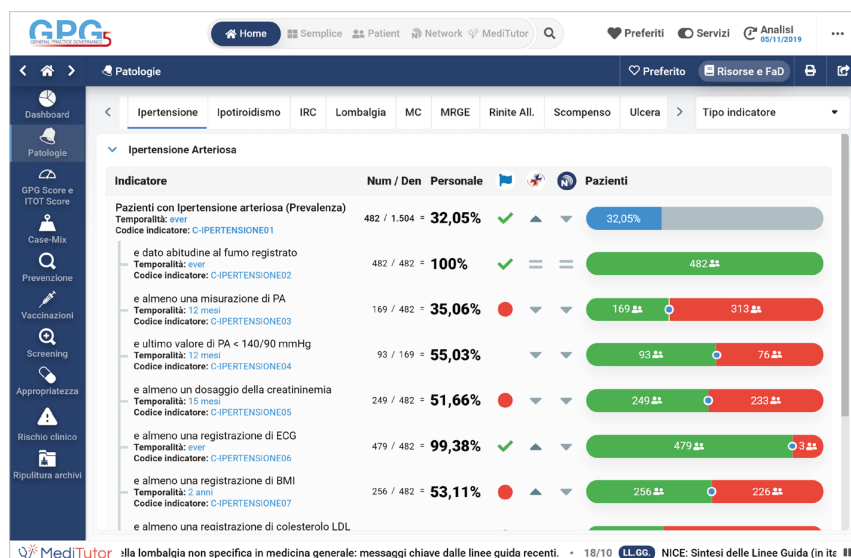 GPG5
GENERAL PRACTICE GOVERNANCE
Home Semplice Patient Network MediTutor
Preferiti Servizi Analisi
05/11/2019
Patologie
Preferito Risorse e FaD
Dashboard
Patologie
GPG Score e
ITOT Score
Case-Mix
Prevenzione
Vaccinazioni
Screening
Appropriatezza
Rischio clinico
Ripulitura archivi
Ipertensione Ipotiroidismo IRC Lombalgia MC MRGE Rinite All. Scompenso Ulcera Tipo indicatore
Ipertensione Arteriosa
Indicatore Num / Den Personale Pazienti
Pazienti con Ipertensione arteriosa (Prevalenza)
Temporalità: ever
Codice indicatore: C-IPERTENSIONE01
482 / 1.504 = 32,05% 32,05%
e dato abitudine al fumo registrato
Temporalità: ever
Codice indicatore: C-IPERTENSIONE02
482 / 482 = 100% 482
e almeno una misurazione di PA
Temporalità: 12 mesi
Codice indicatore: C-IPERTENSIONE03
169 / 482 = 35,06% 169 313
e ultimo valore di PA < 140/90 mmHg
Temporalità: 12 mesi
Codice indicatore: C-IPERTENSIONE04
93 / 169 = 55,03% 93 76
e almeno un dosaggio della creatininemia
Temporalità: 15 mesi
Codice indicatore: C-IPERTENSIONE05
249 / 482 = 51,66% 249 233
e almeno una registrazione di ECG
Temporalità: ever
Codice indicatore: C-IPERTENSIONE06
479 / 482 = 99,38% 479 3
e almeno una registrazione di BMI
Temporalità: 2 anni
Codice indicatore: C-IPERTENSIONE07
256 / 482 = 53,11% 256 226
e almeno una registrazione di colesterolo LDL
MediTutor ella lombalgia non specifica in medicina generale: messaggi chiave dalle linee guida recenti. • 18/10 LL.GG. NICE: Sintesi delle Linee Guida (in ita